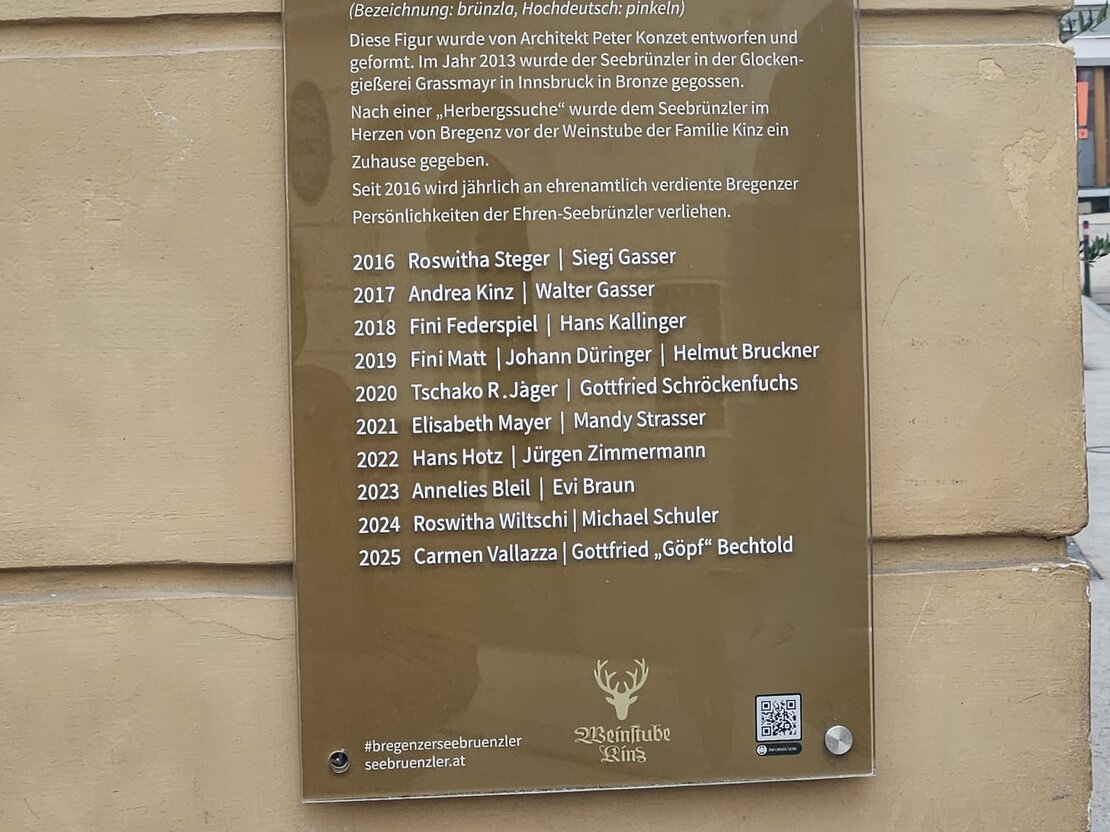 (Bezeichnung: brünzla, Hochdeutsch: pinkeln)
Diese Figur wurde von Architekt Peter Konzet entworfen und
geformt. Im Jahr 2013 wurde der Seebrünzler in der Glocken-
gießerei Grassmayr in Innsbruck in Bronze gegossen.
Nach einer „Herbergssuche“ wurde dem Seebrünzler im
Herzen von Bregenz vor der Weinstube der Familie Kinz ein
Zuhause gegeben.
Seit 2016 wird jährlich an ehrenamtlich verdiente Bregenzer
Persönlichkeiten der Ehren-Seebrünzler verliehen.
2016 Roswitha Steger | Siegi Gasser
2017 Andrea Kinz | Walter Gasser
2018 Fini Federspiel | Hans Kallinger
2019 Fini Matt | Johann Düringer | Helmut Bruckner
2020 Tschako R. Jäger | Gottfried Schröckenfuchs
2021 Elisabeth Mayer | Mandy Strasser
2022 Hans Hotz | Jürgen Zimmermann
2023 Annelies Bleil | Evi Braun
2024 Roswitha Wiltschi | Michael Schuler
2025 Carmen Vallazza | Gottfried „Göpf“ Bechtold
Weinstube
Kinz
#bregenzerseebruenzler
seebruenzler.at
INFORMATION